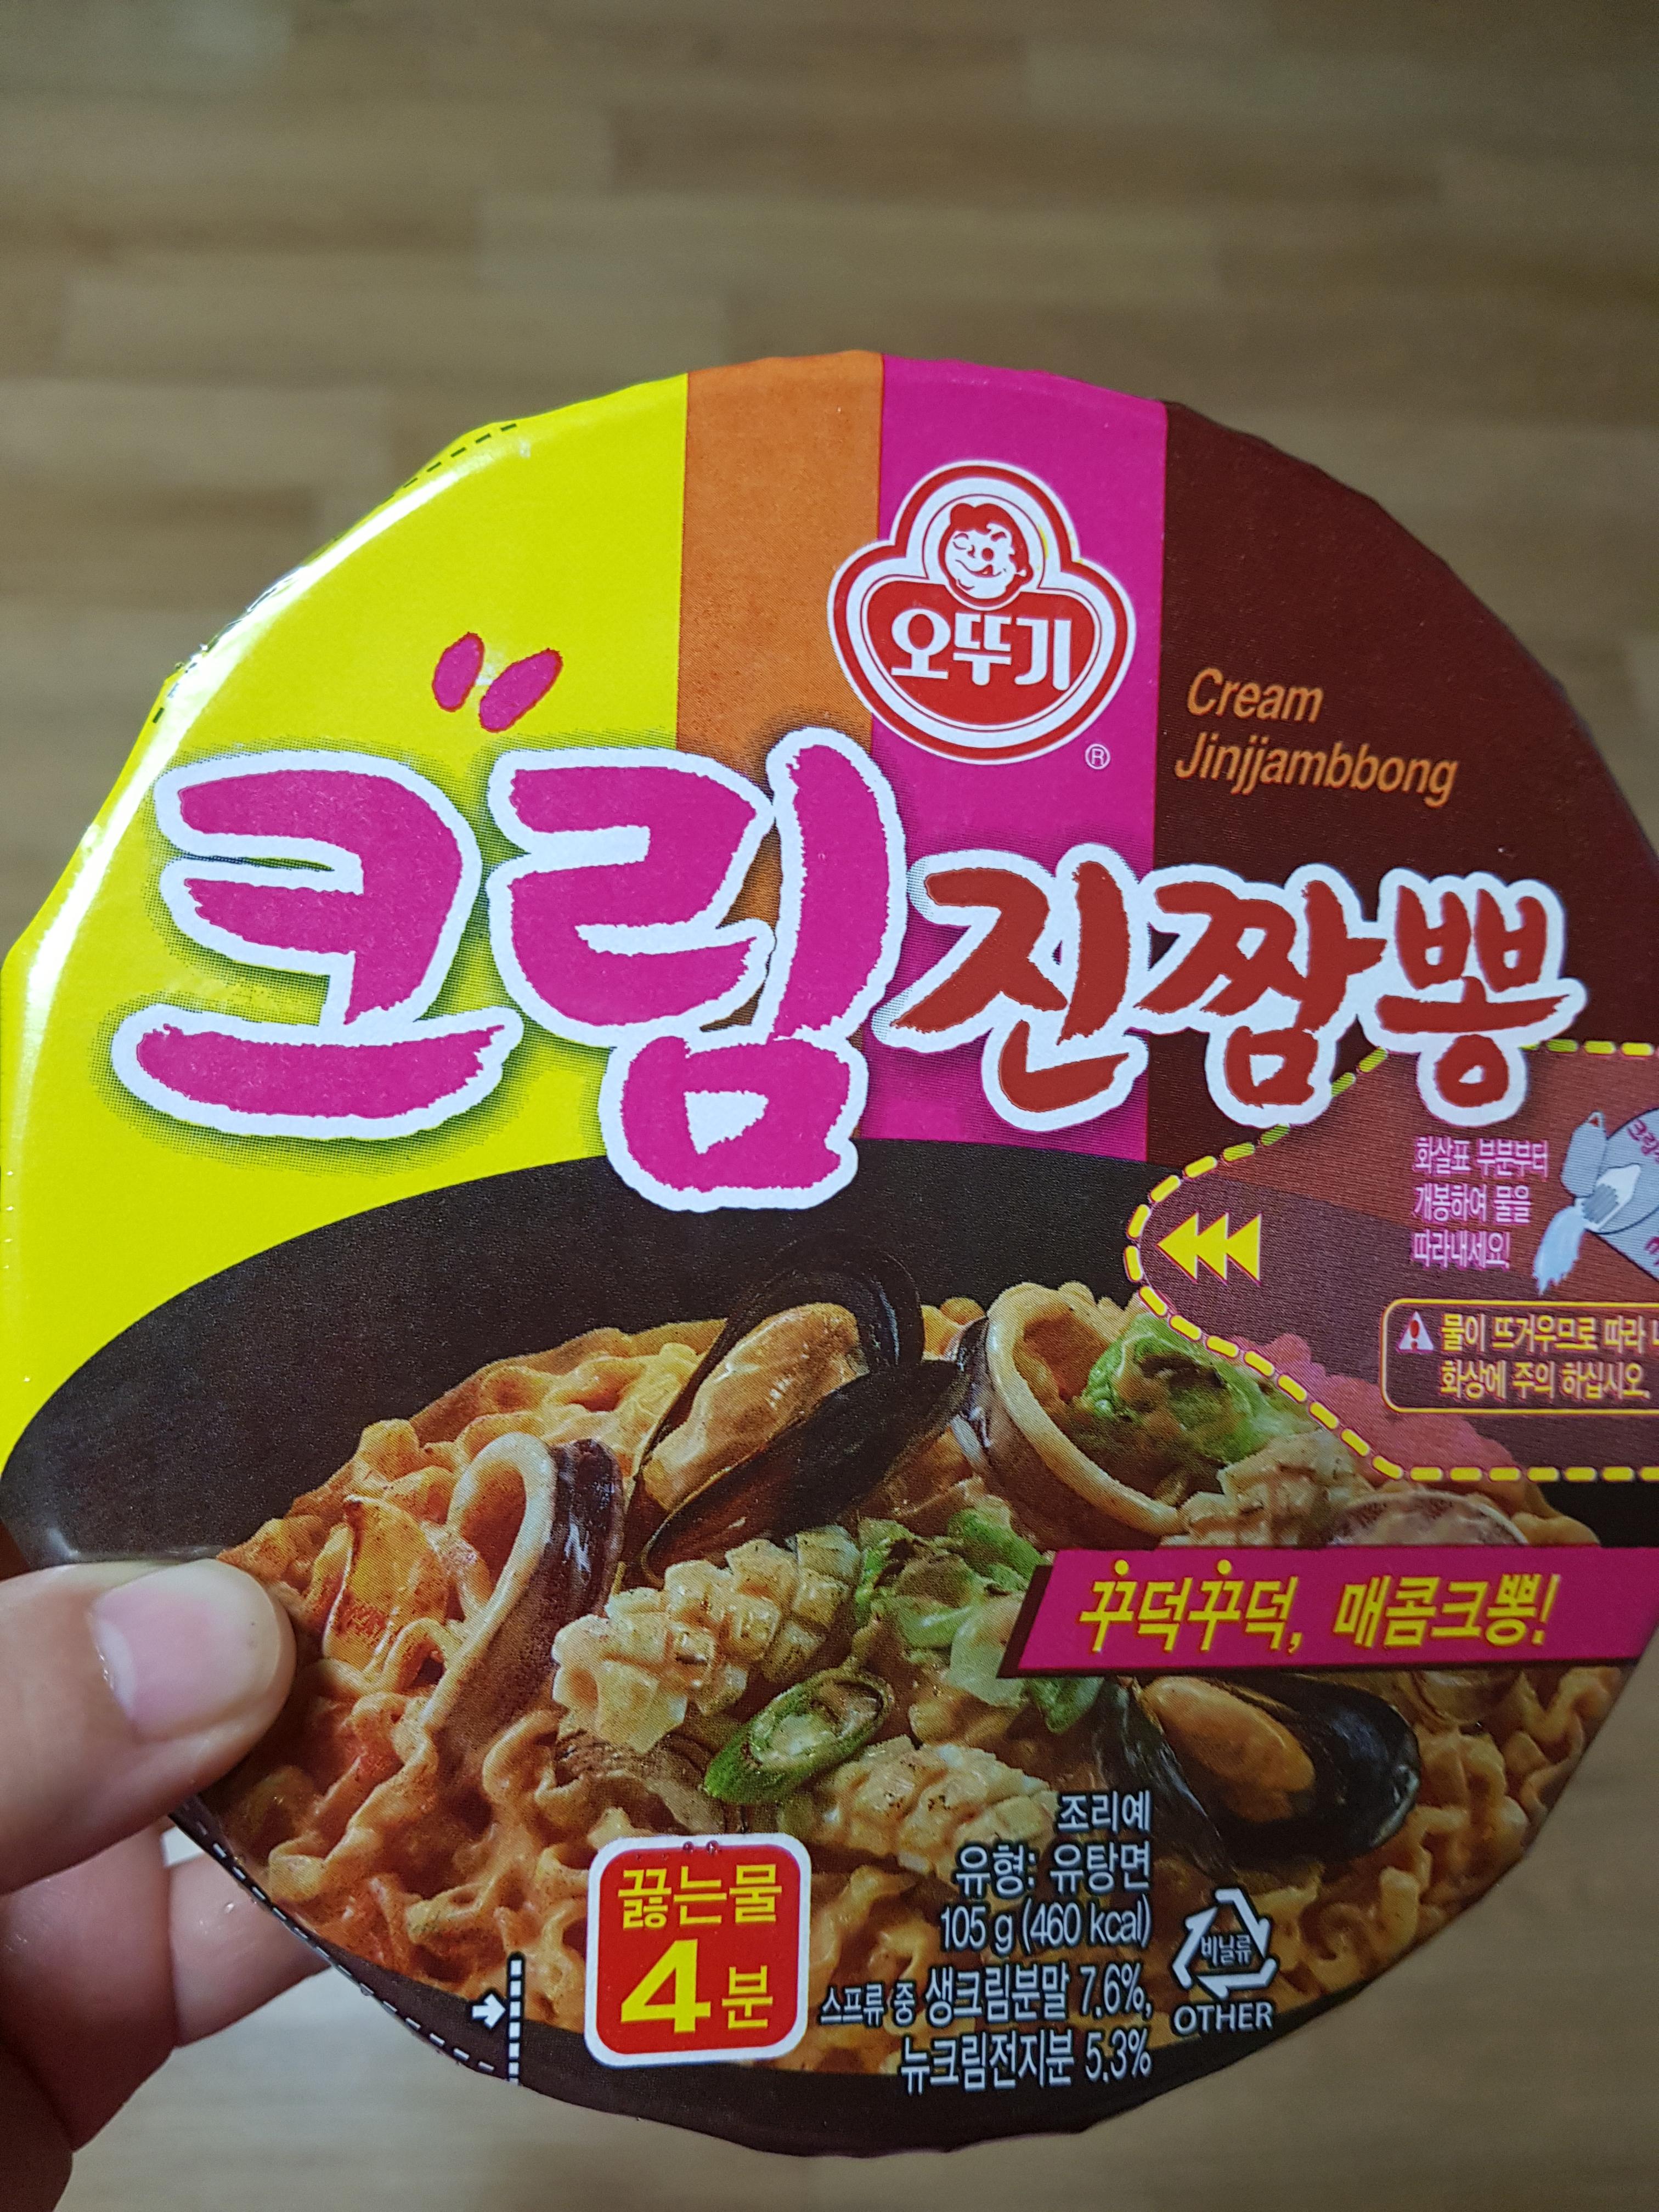 오뚜기
®
Cream
Jinjjambbong
크림진짬뽕
화살표 부분부터
개봉하여 물을
따라내세요!
물이 뜨거우므로 따라
화상에 주의 하십시오.
꾸덕꾸덕, 매콤크뽕!
조리예
유형: 유탕면
105 g (460 kcal)
스프류 중 생크림분말 7.6%,
뉴크림전지분 5.3%
끓는물
4분
비닐류
OTHER